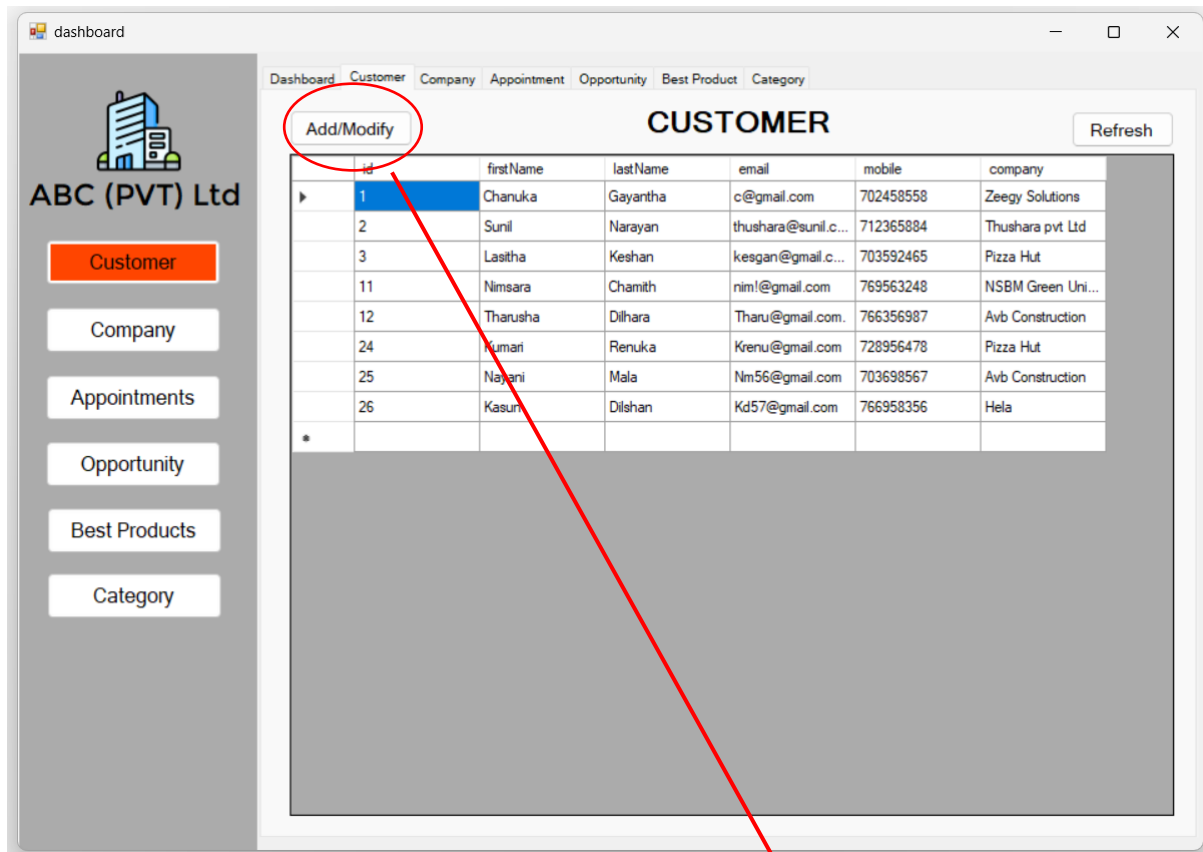 dashboard
Dashboard Customer Company Appointment Opportunity Best Product Category
Add/Modify CUSTOMER Refresh
ABC (PVT) Ltd
Customer
Company
Appointments
Opportunity
Best Products
Category
id firstName lastName email mobile company
1 Chanuka Gayantha c@gmail.com 702458558 Zeegy Solutions
2 Sunil Narayan thushara@sunil.c... 712365884 Thushara pvt Ltd
3 Lasitha Keshan kesgan@gmail.c... 703592465 Pizza Hut
11 Nimsara Chamith nim!@gmail.com 769563248 NSBM Green Uni...
12 Tharusha Dilhara Tharu@gmail.com. 766356987 Avb Construction
24 Kumari Renuka Krenu@gmail.com 728956478 Pizza Hut
25 Nayani Mala Nm56@gmail.com 703698567 Avb Construction
26 Kasun Dilshan Kd57@gmail.com 766958356 Hela